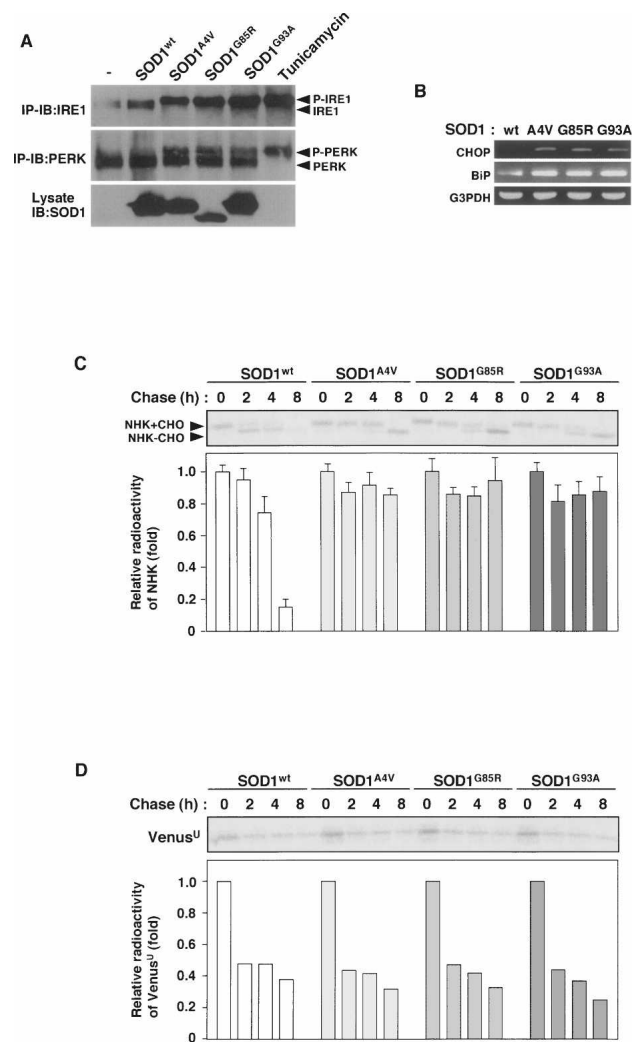 A
- SOD1wt SOD1A4V SOD1G85R SOD1G93A Tunicamycin
IP-IB:IRE1
P-IRE1
IRE1
IP-IB:PERK
P-PERK
PERK
Lysate
IB:SOD1
B
SOD1 : wt A4V G85R G93A
CHOP
BiP
G3PDH
C
SOD1wt SOD1A4V SOD1G85R SOD1G93A
Chase (h) : 0 2 4 8 0 2 4 8 0 2 4 8 0 2 4 8
NHK+CHO
NHK-CHO
Relative radioactivity
of NHK (fold)
1.0
0.8
0.6
0.4
0.2
0
D
SOD1wt SOD1A4V SOD1G85R SOD1G93A
Chase (h) : 0 2 4 8 0 2 4 8 0 2 4 8 0 2 4 8
VenusU
Relative radioactivity
of VenusU (fold)
1.0
0.8
0.6
0.4
0.2
0